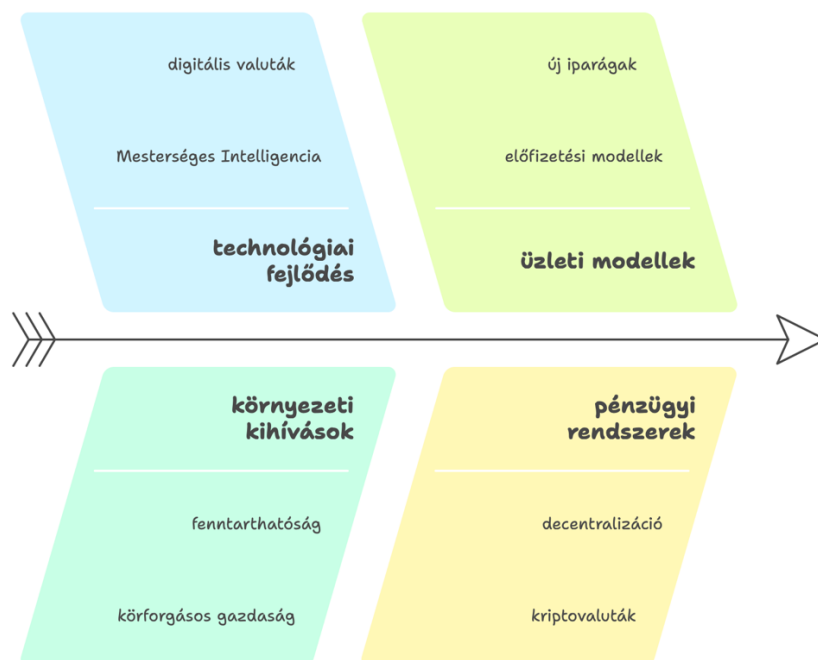 digitális valuták
Mesterséges Intelligencia
technológiai
fejlődés
új iparágak
előfizetési modellek
üzleti modellek
környezeti
kihívások
fenntarthatóság
körforgásos gazdaság
pénzügyi
rendszerek
decentralizáció
kriptovaluták